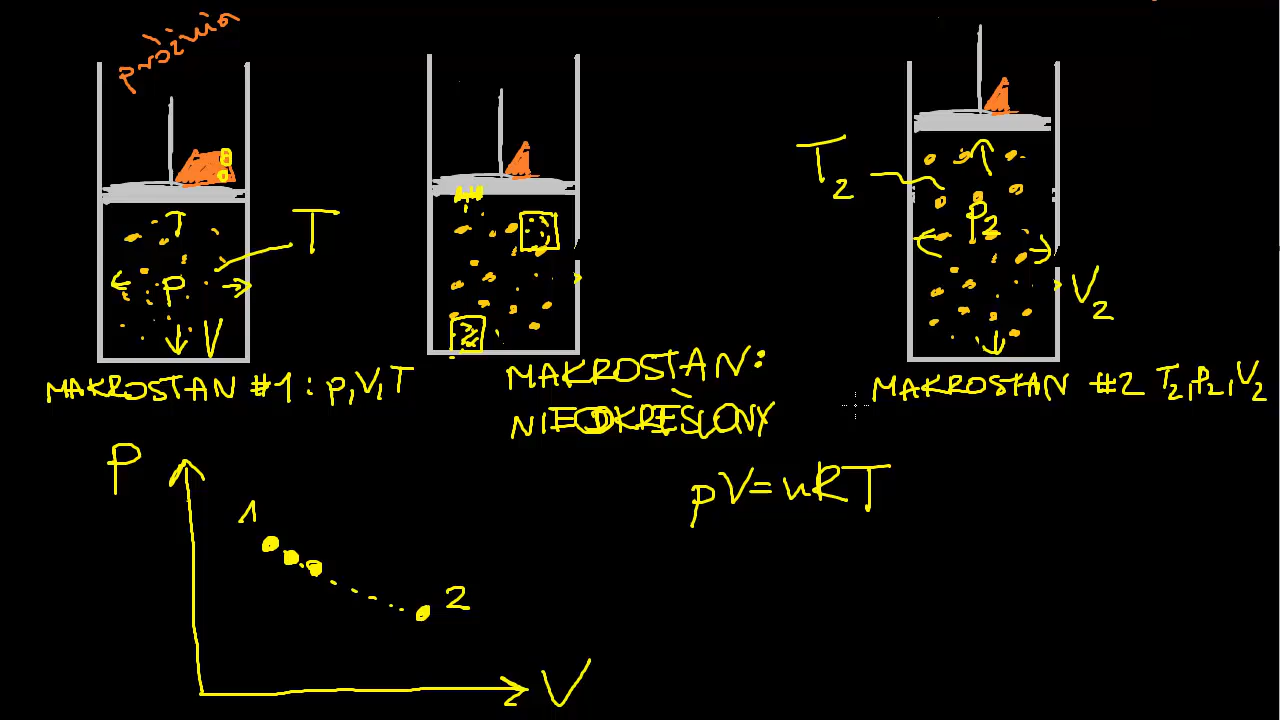 próżnia
T
p
V
MAKROSTAN #1: p,V,T
MAKROSTAN:
NIEOKREŚLONY
T2
p2
V2
MAKROSTAN #2 T2,P2,V2
pV=nRT
P
1
2
V